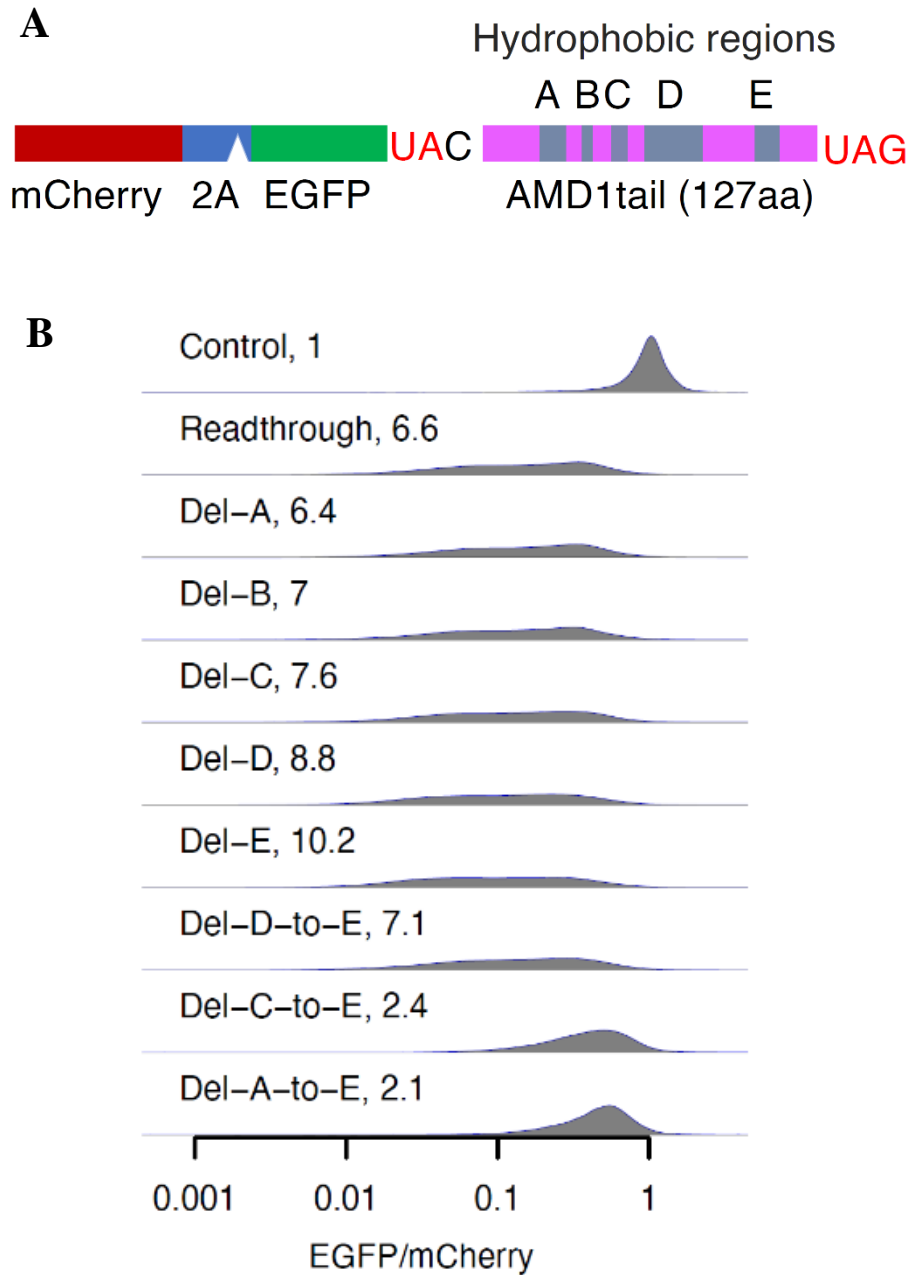 A
Hydrophobic regions
A B C D E
UAC UAG
mCherry 2A EGFP AMD1tail (127aa)
B
Control, 1
Readthrough, 6.6
Del-A, 6.4
Del-B, 7
Del-C, 7.6
Del-D, 8.8
Del-E, 10.2
Del-D-to-E, 7.1
Del-C-to-E, 2.4
Del-A-to-E, 2.1
0.001 0.01 0.1 1
EGFP/mCherry